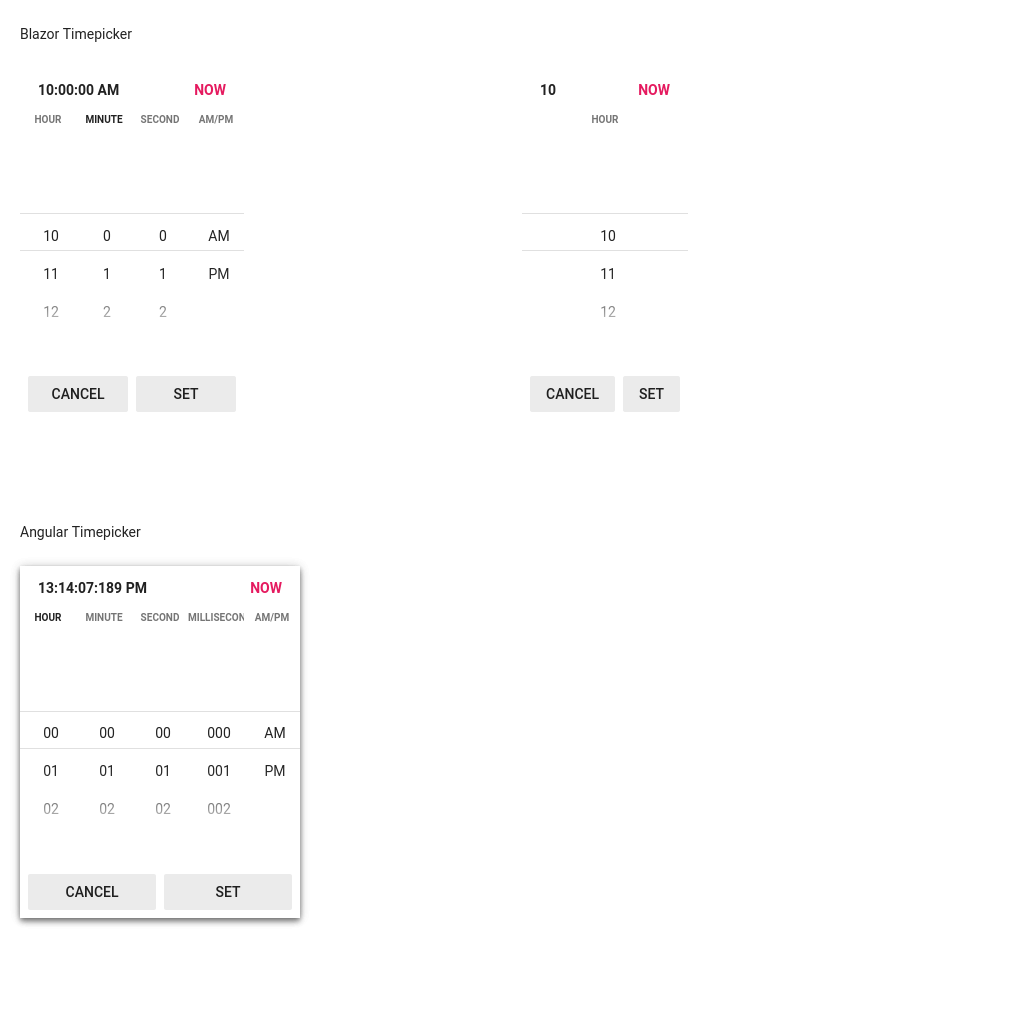 Blazor Timepicker
10:00:00 AM NOW
HOUR MINUTE SECOND AM/PM
10 0 0 AM
11 1 1 PM
12 2 2
CANCEL SET
10 NOW
HOUR
10
11
12
CANCEL SET
Angular Timepicker
13:14:07:189 PM NOW
HOUR MINUTE SECOND MILLISECON AM/PM
00 00 00 000 AM
01 01 01 001 PM
02 02 02 002
CANCEL SET